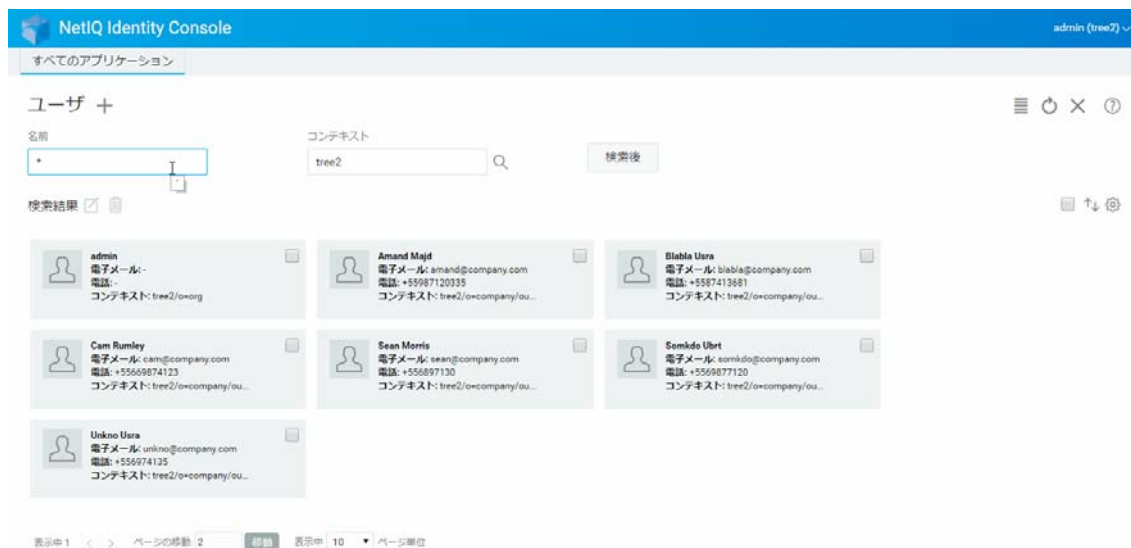 NetIQ Identity Console
admin (tree2)
すべてのアプリケーション
ユーザ
名前
コンテキスト
*
tree2
検索後
検索結果
admin
電子メール: -
電話: -
コンテキスト: tree2/o=org
Amand Majd
電子メール: amand@company.com
電話: +55987120335
コンテキスト: tree2/o=company/ou...
Blabla Usra
電子メール: blabla@company.com
電話: +5587413681
コンテキスト: tree2/o=company/ou...
Cam Rumley
電子メール: cam@company.com
電話: +55669874123
コンテキスト: tree2/o=company/ou...
Sean Morris
電子メール: sean@company.com
電話: +556897130
コンテキスト: tree2/o=company/ou...
Somkdo Ubrt
電子メール: somkdo@company.com
電話: +5569877120
コンテキスト: tree2/o=company/ou...
Unkno Usra
電子メール: unkno@company.com
電話: +556974135
コンテキスト: tree2/o=company/ou...
表示中 1 < > ページの移動 2 移動 表示中 10 ページ単位